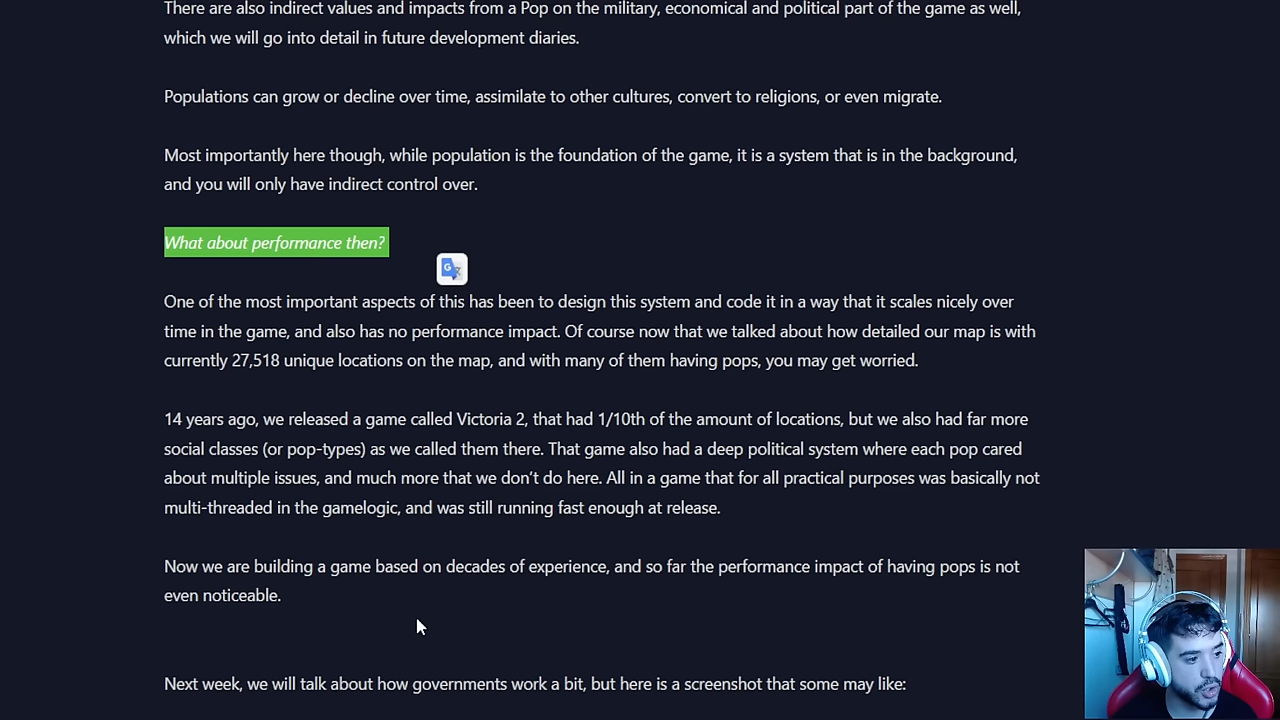 There are also indirect values and impacts from a Pop on the military, economical and political part of the game as well,
which we will go into detail in future development diaries.
Populations can grow or decline over time, assimilate to other cultures, convert to religions, or even migrate.
Most importantly here though, while population is the foundation of the game, it is a system that is in the background,
and you will only have indirect control over.
What about performance then?
One of the most important aspects of this has been to design this system and code it in a way that it scales nicely over
time in the game, and also has no performance impact. Of course now that we talked about how detailed our map is with
currently 27,518 unique locations on the map, and with many of them having pops, you may get worried.
14 years ago, we released a game called Victoria 2, that had 1/10th of the amount of locations, but we also had far more
social classes (or pop-types) as we called them there. That game also had a deep political system where each pop cared
about multiple issues, and much more that we don’t do here. All in a game that for all practical purposes was basically not
multi-threaded in the gamelogic, and was still running fast enough at release.
Now we are building a game based on decades of experience, and so far the performance impact of having pops is not
even noticeable.
Next week, we will talk about how governments work a bit, but here is a screenshot that some may like: